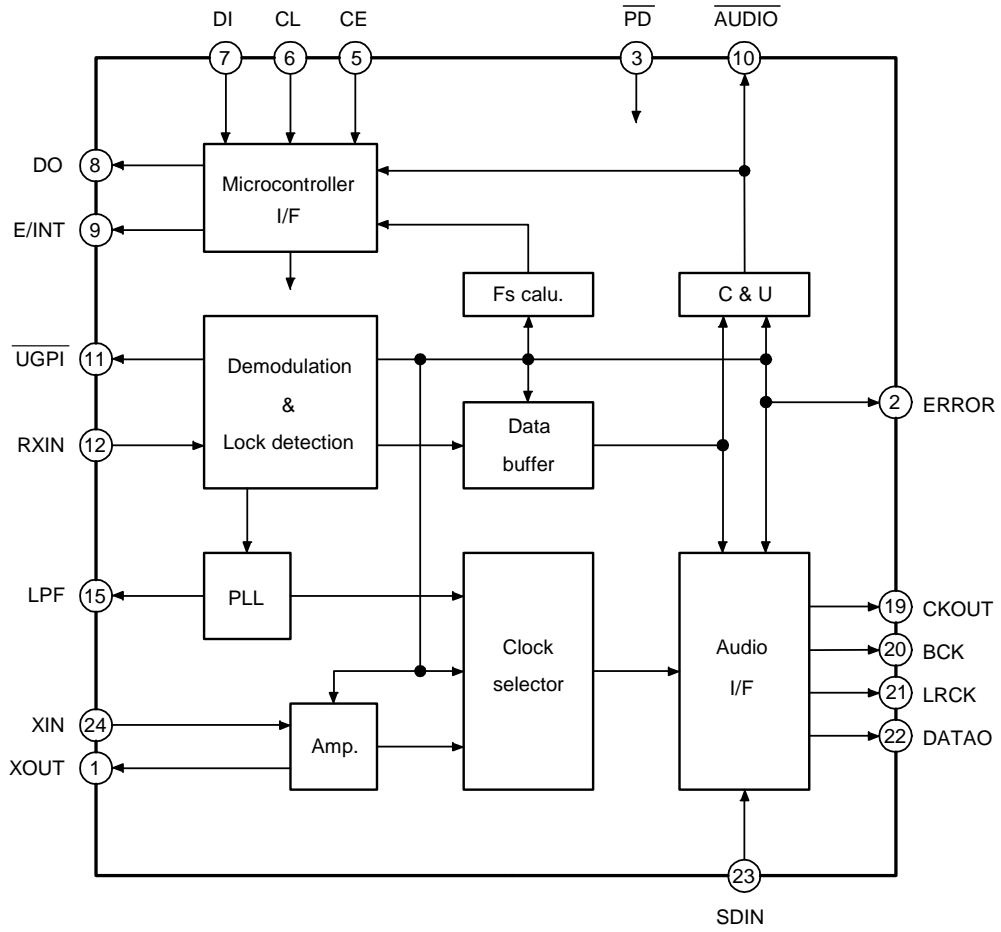 DI
CL
CE
PD
AUDIO
7
6
5
3
10
DO
8
Microcontroller
I/F
E/INT
9
Fs calu.
C & U
UGPI
11
Demodulation
&
Lock detection
2
ERROR
RXIN
12
Data
buffer
LPF
15
PLL
Clock
selector
Audio
I/F
19
CKOUT
20
BCK
21
LRCK
22
DATAO
XIN
24
Amp.
XOUT
1
23
SDIN